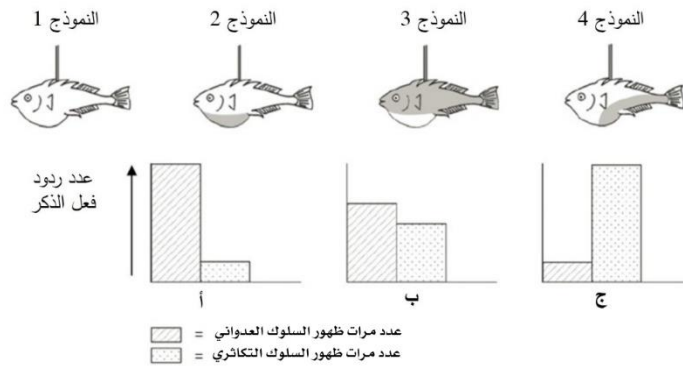 النموذج 1
النموذج 2
النموذج 3
النموذج 4
عدد ردود
فعل الذكر
أ
ب
ج
= عدد مرات ظهور السلوك العدواني
= عدد مرات ظهور السلوك التكاثري